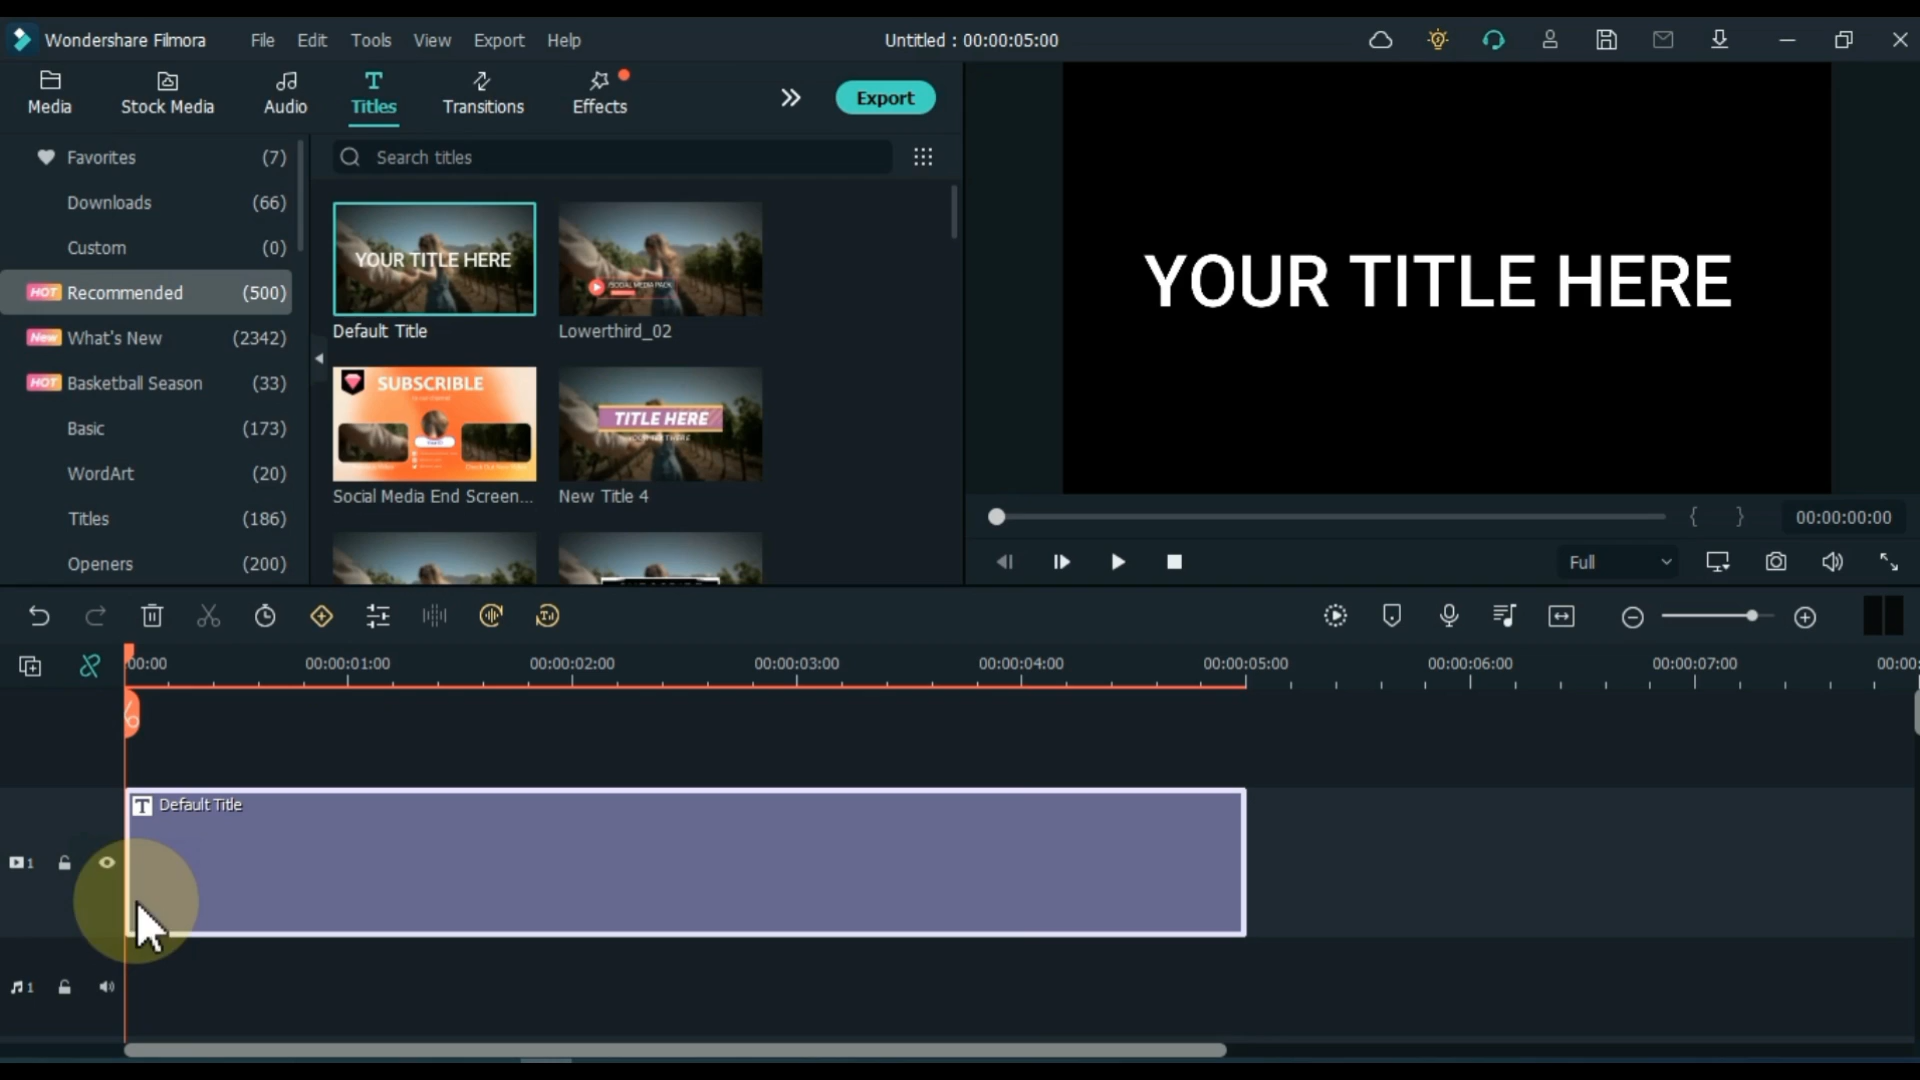 Wondershare Filmora File Edit Tools View Export Help Untitled : 00:00:05:00
Media Stock Media Audio Titles Transitions Effects Export
Favorites (7)
Downloads (66)
Custom (0)
HOT Recommended (500)
New What's New (2342)
HOT Basketball Season (33)
Basic (173)
WordArt (20)
Titles (186)
Openers (200)
Search titles
YOUR TITLE HERE
SOCIAL MEDIA PACK
Default Title Lowerthird_02
SUBSCRIBLE
TITLE HERE
Social Media End Screen... New Title 4
YOUR TITLE HERE
{ } 00:00:00:00
Full
00:00 00:00:01:00 00:00:02:00 00:00:03:00 00:00:04:00 00:00:05:00 00:00:06:00 00:00:07:00 00:00:
T Default Title
1
1